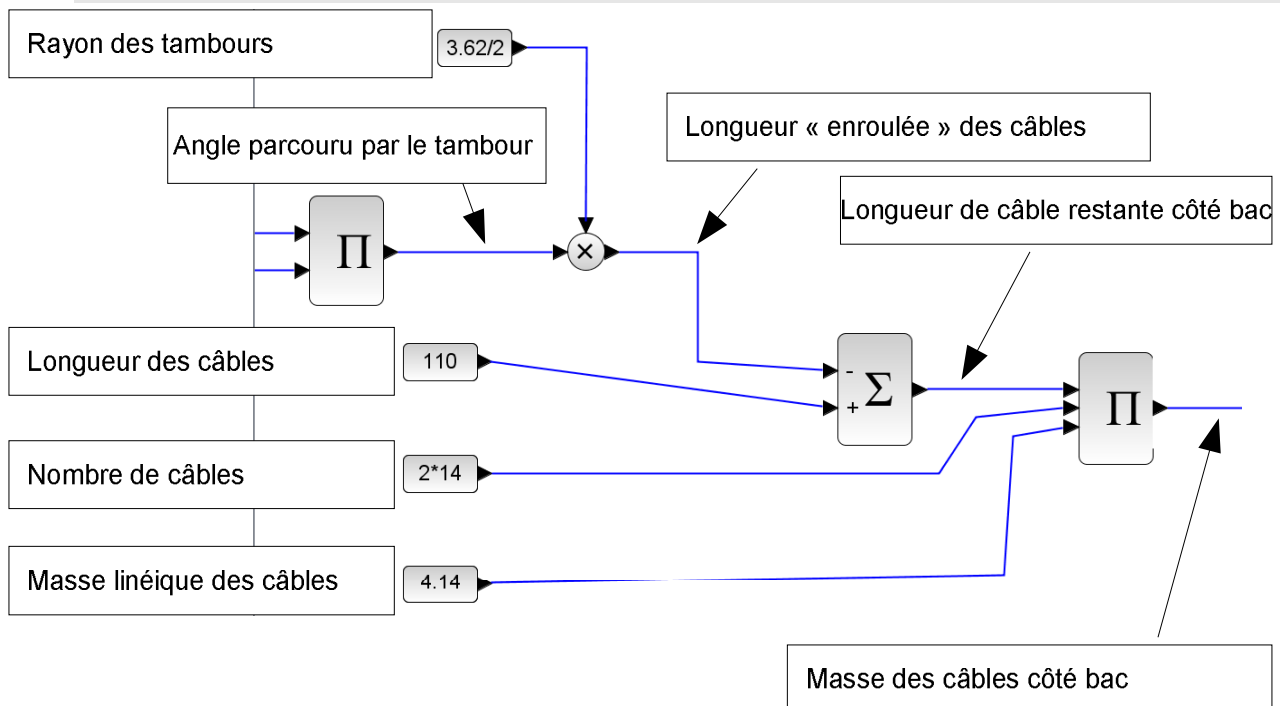 Rayon des tambours
3.62/2
Angle parcouru par le tambour
Longueur « enroulée » des câbles
Longueur de câble restante côté bac
Π
×
Longueur des câbles
110
-
+
Σ
Π
Nombre de câbles
2*14
Masse linéique des câbles
4.14
Masse des câbles côté bac